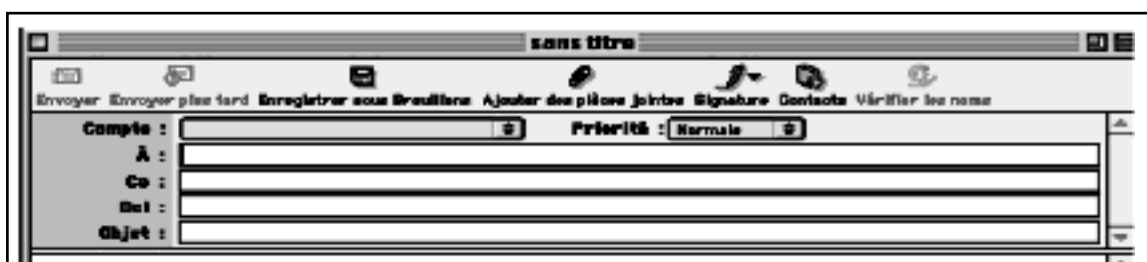 sans titre
Envoyer Envoyer plus tard Enregistrer sous Brouillons Ajouter des pièces jointes Signature Contacts Vérifier les noms
Compte : Priorité : Normale
À :
Cc :
Cci :
Objet :